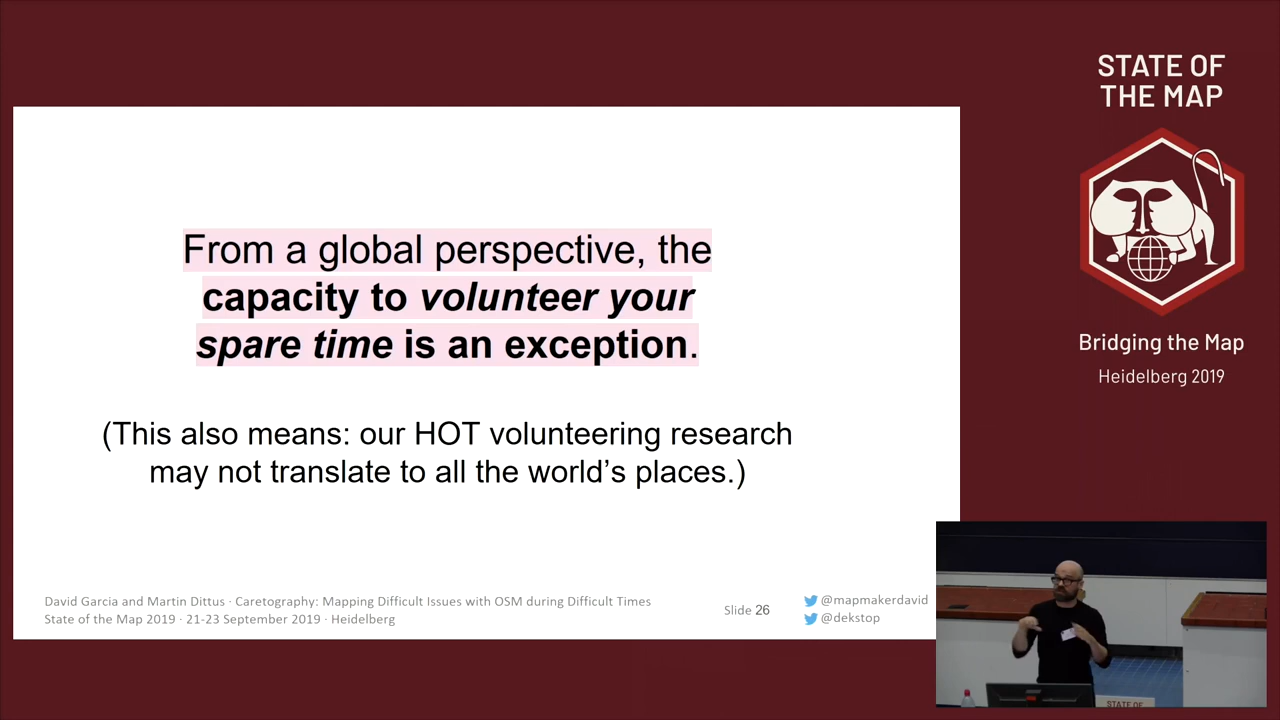 STATE OF
THE MAP
From a global perspective, the
capacity to volunteer your
spare time is an exception.
Bridging the Map
Heidelberg 2019
(This also means: our HOT volunteering research
may not translate to all the world's places.)
David Garcia and Martin Dittus · Caretography: Mapping Difficult Issues with OSM during Difficult Times
State of the Map 2019 · 21-23 September 2019 · Heidelberg
Slide 26
@mapmakerdavid
@dekstop
STATE OF